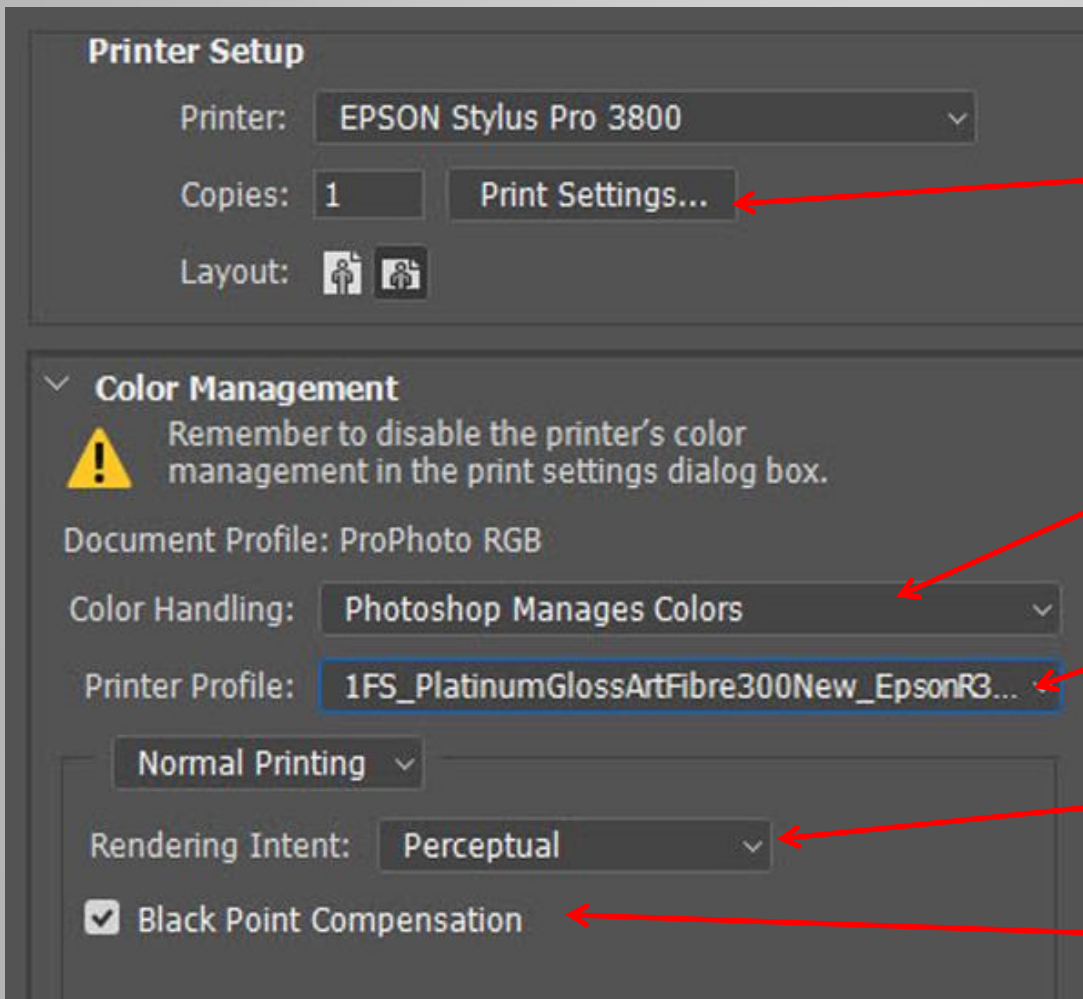 Printer Setup
Printer: EPSON Stylus Pro 3800
Copies: 1 Print Settings...
Layout:
Color Management
Remember to disable the printer's color
management in the print settings dialog box.
Document Profile: ProPhoto RGB
Color Handling: Photoshop Manages Colors
Printer Profile: 1FS_PlatinumGlossArtFibre300New_EpsonR3...
Normal Printing
Rendering Intent: Perceptual
Black Point Compensation